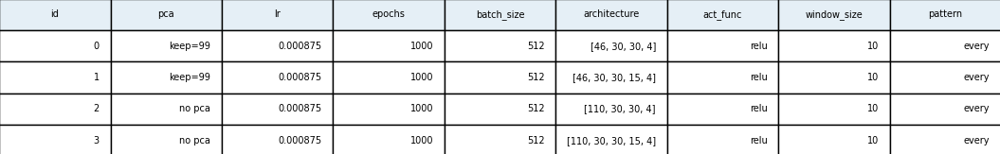 id pca lr epochs batch_size architecture act_func window_size pattern
0 keep=99 0.000875 1000 512 [46, 30, 30, 4] relu 10 every
1 keep=99 0.000875 1000 512 [46, 30, 30, 15, 4] relu 10 every
2 no pca 0.000875 1000 512 [110, 30, 30, 4] relu 10 every
3 no pca 0.000875 1000 512 [110, 30, 30, 15, 4] relu 10 every